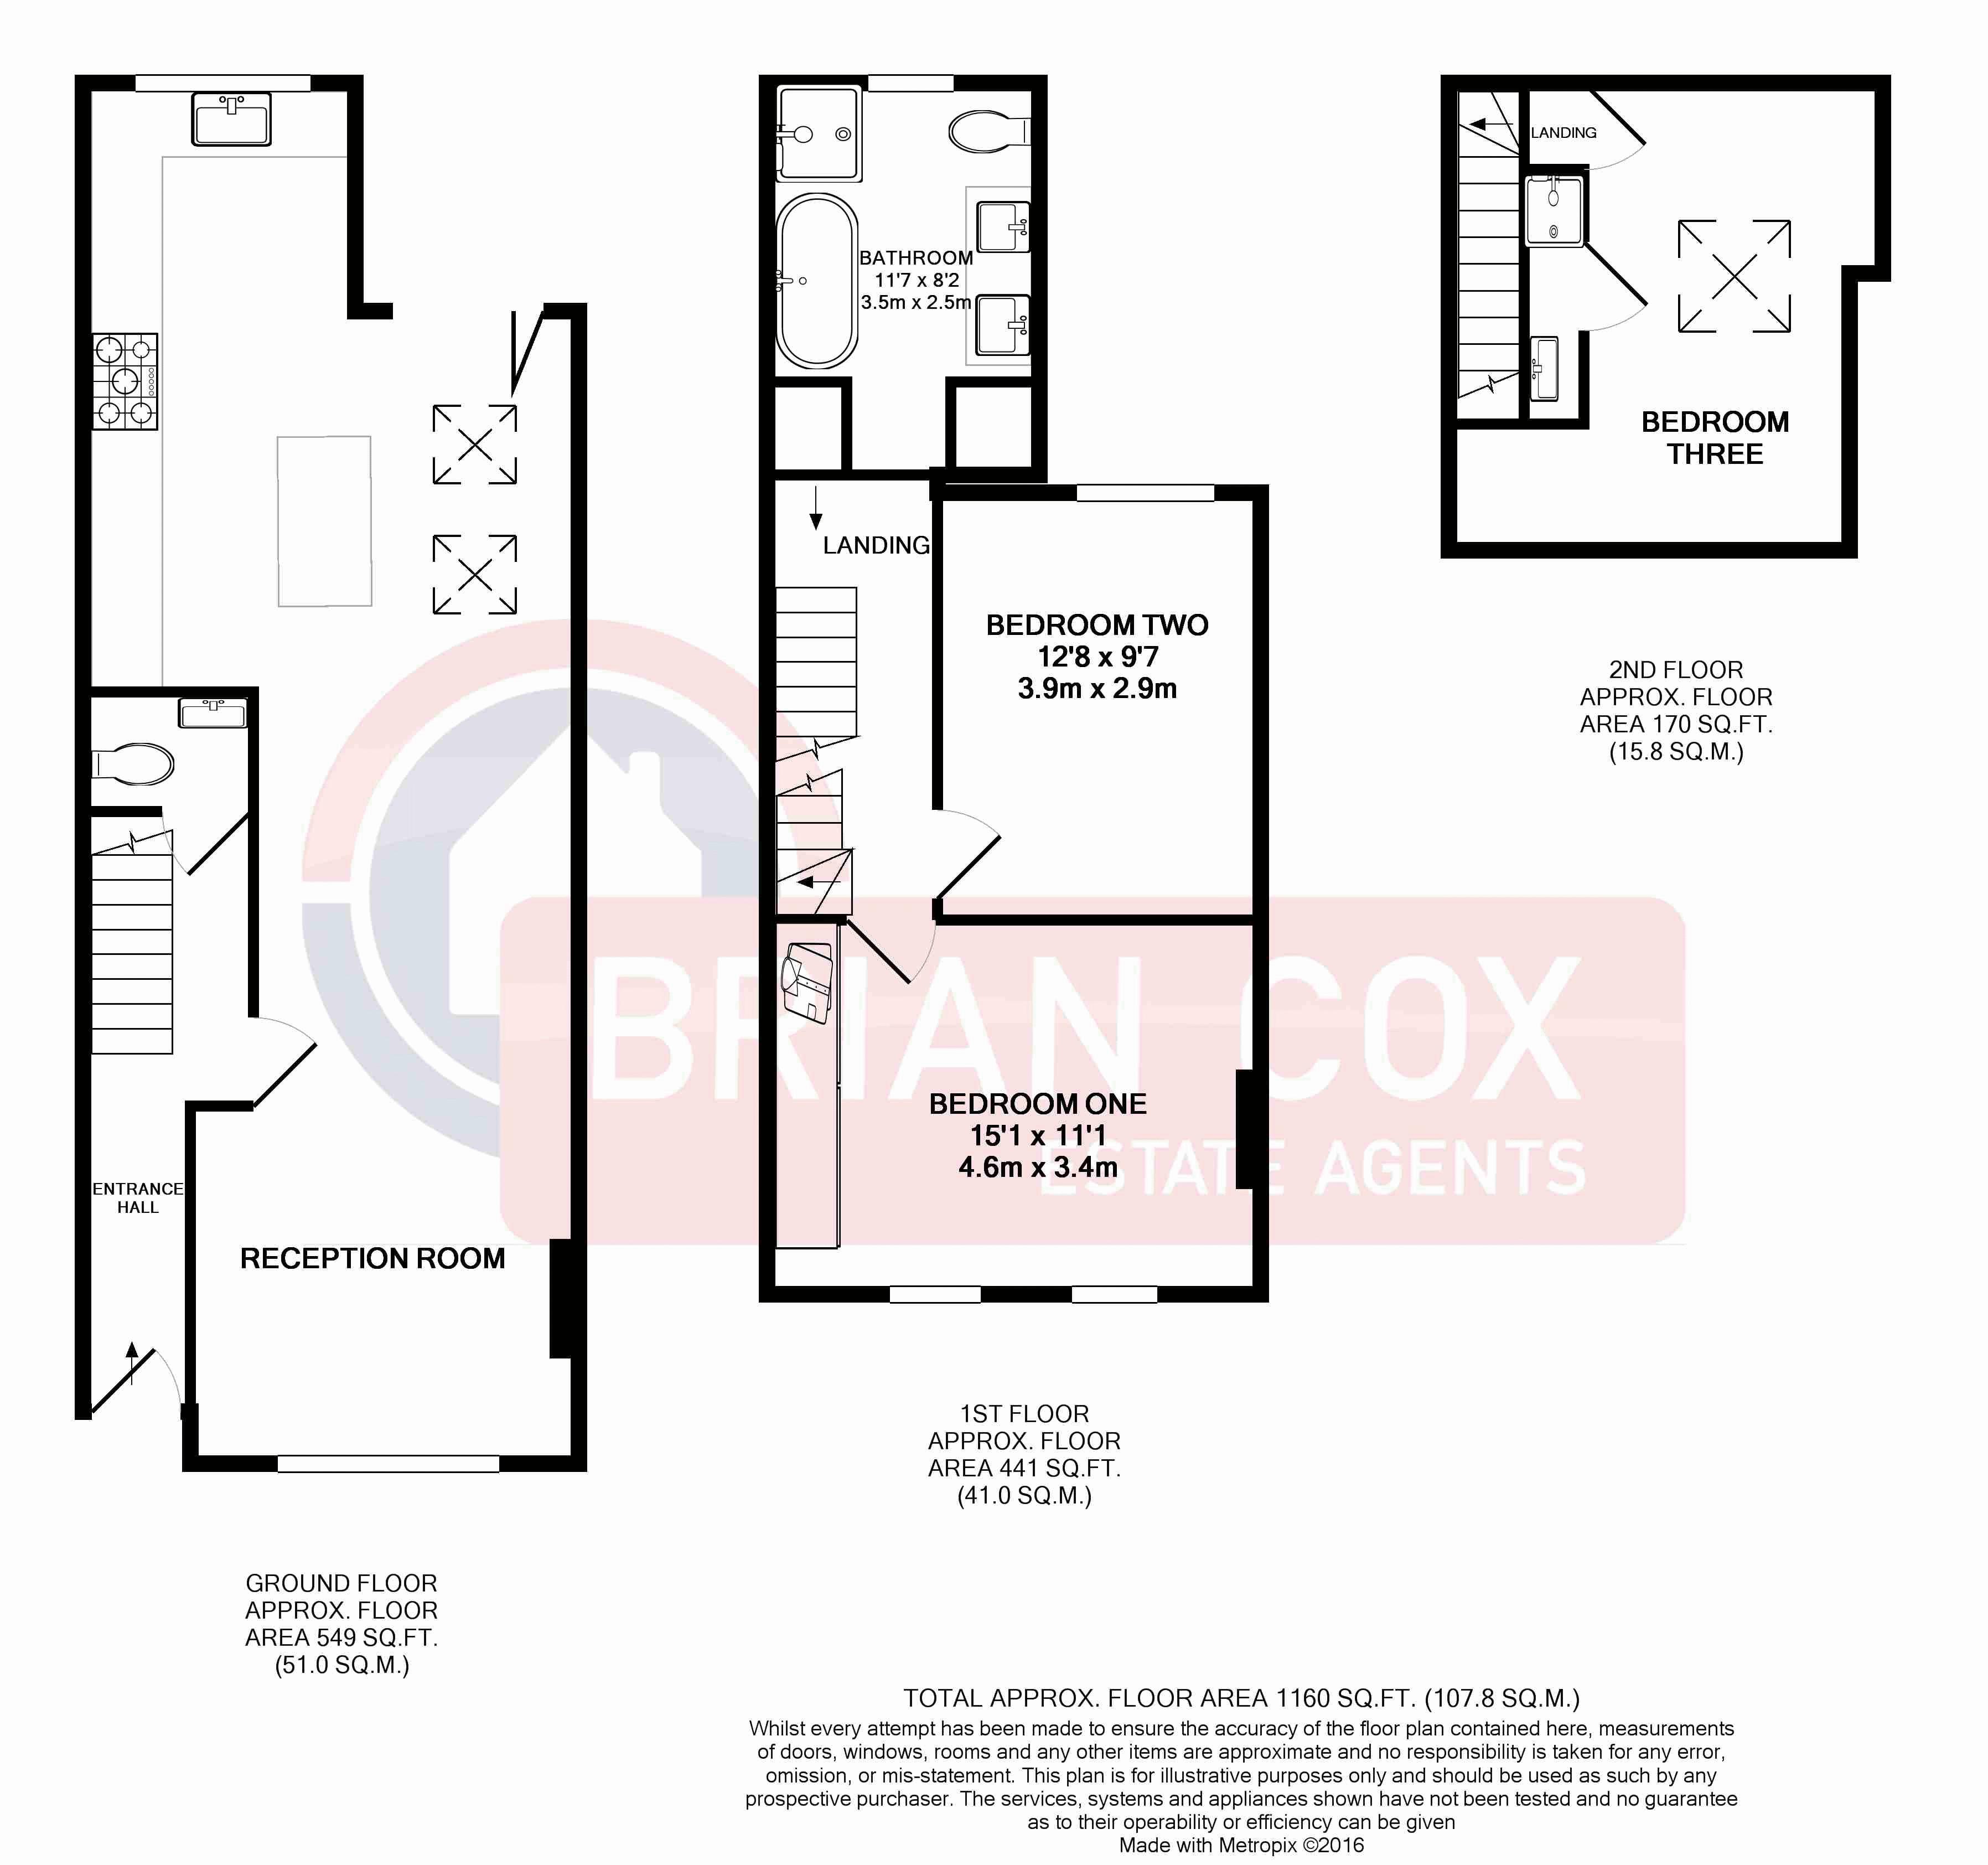 LANDING
BATHROOM
11'7 x 8'2
3.5m x 2.5m
BEDROOM
THREE
LANDING
BEDROOM TWO
12'8 x 9'7
3.9m x 2.9m
2ND FLOOR
APPROX. FLOOR
AREA 170 SQ.FT.
(15.8 SQ.M.)
BRIAN COX
ESTATE AGENTS
BEDROOM ONE
15'1 x 11'1
4.6m x 3.4m
ENTRANCE
HALL
RECEPTION ROOM
1ST FLOOR
APPROX. FLOOR
AREA 441 SQ.FT.
(41.0 SQ.M.)
GROUND FLOOR
APPROX. FLOOR
AREA 549 SQ.FT.
(51.0 SQ.M.)
TOTAL APPROX. FLOOR AREA 1160 SQ.FT. (107.8 SQ.M.)
Whilst every attempt has been made to ensure the accuracy of the floor plan contained here, measurements
of doors, windows, rooms and any other items are approximate and no responsibility is taken for any error,
omission, or mis-statement. This plan is for illustrative purposes only and should be used as such by any
prospective purchaser. The services, systems and appliances shown have not been tested and no guarantee
as to their operability or efficiency can be given
Made with Metropix ©2016